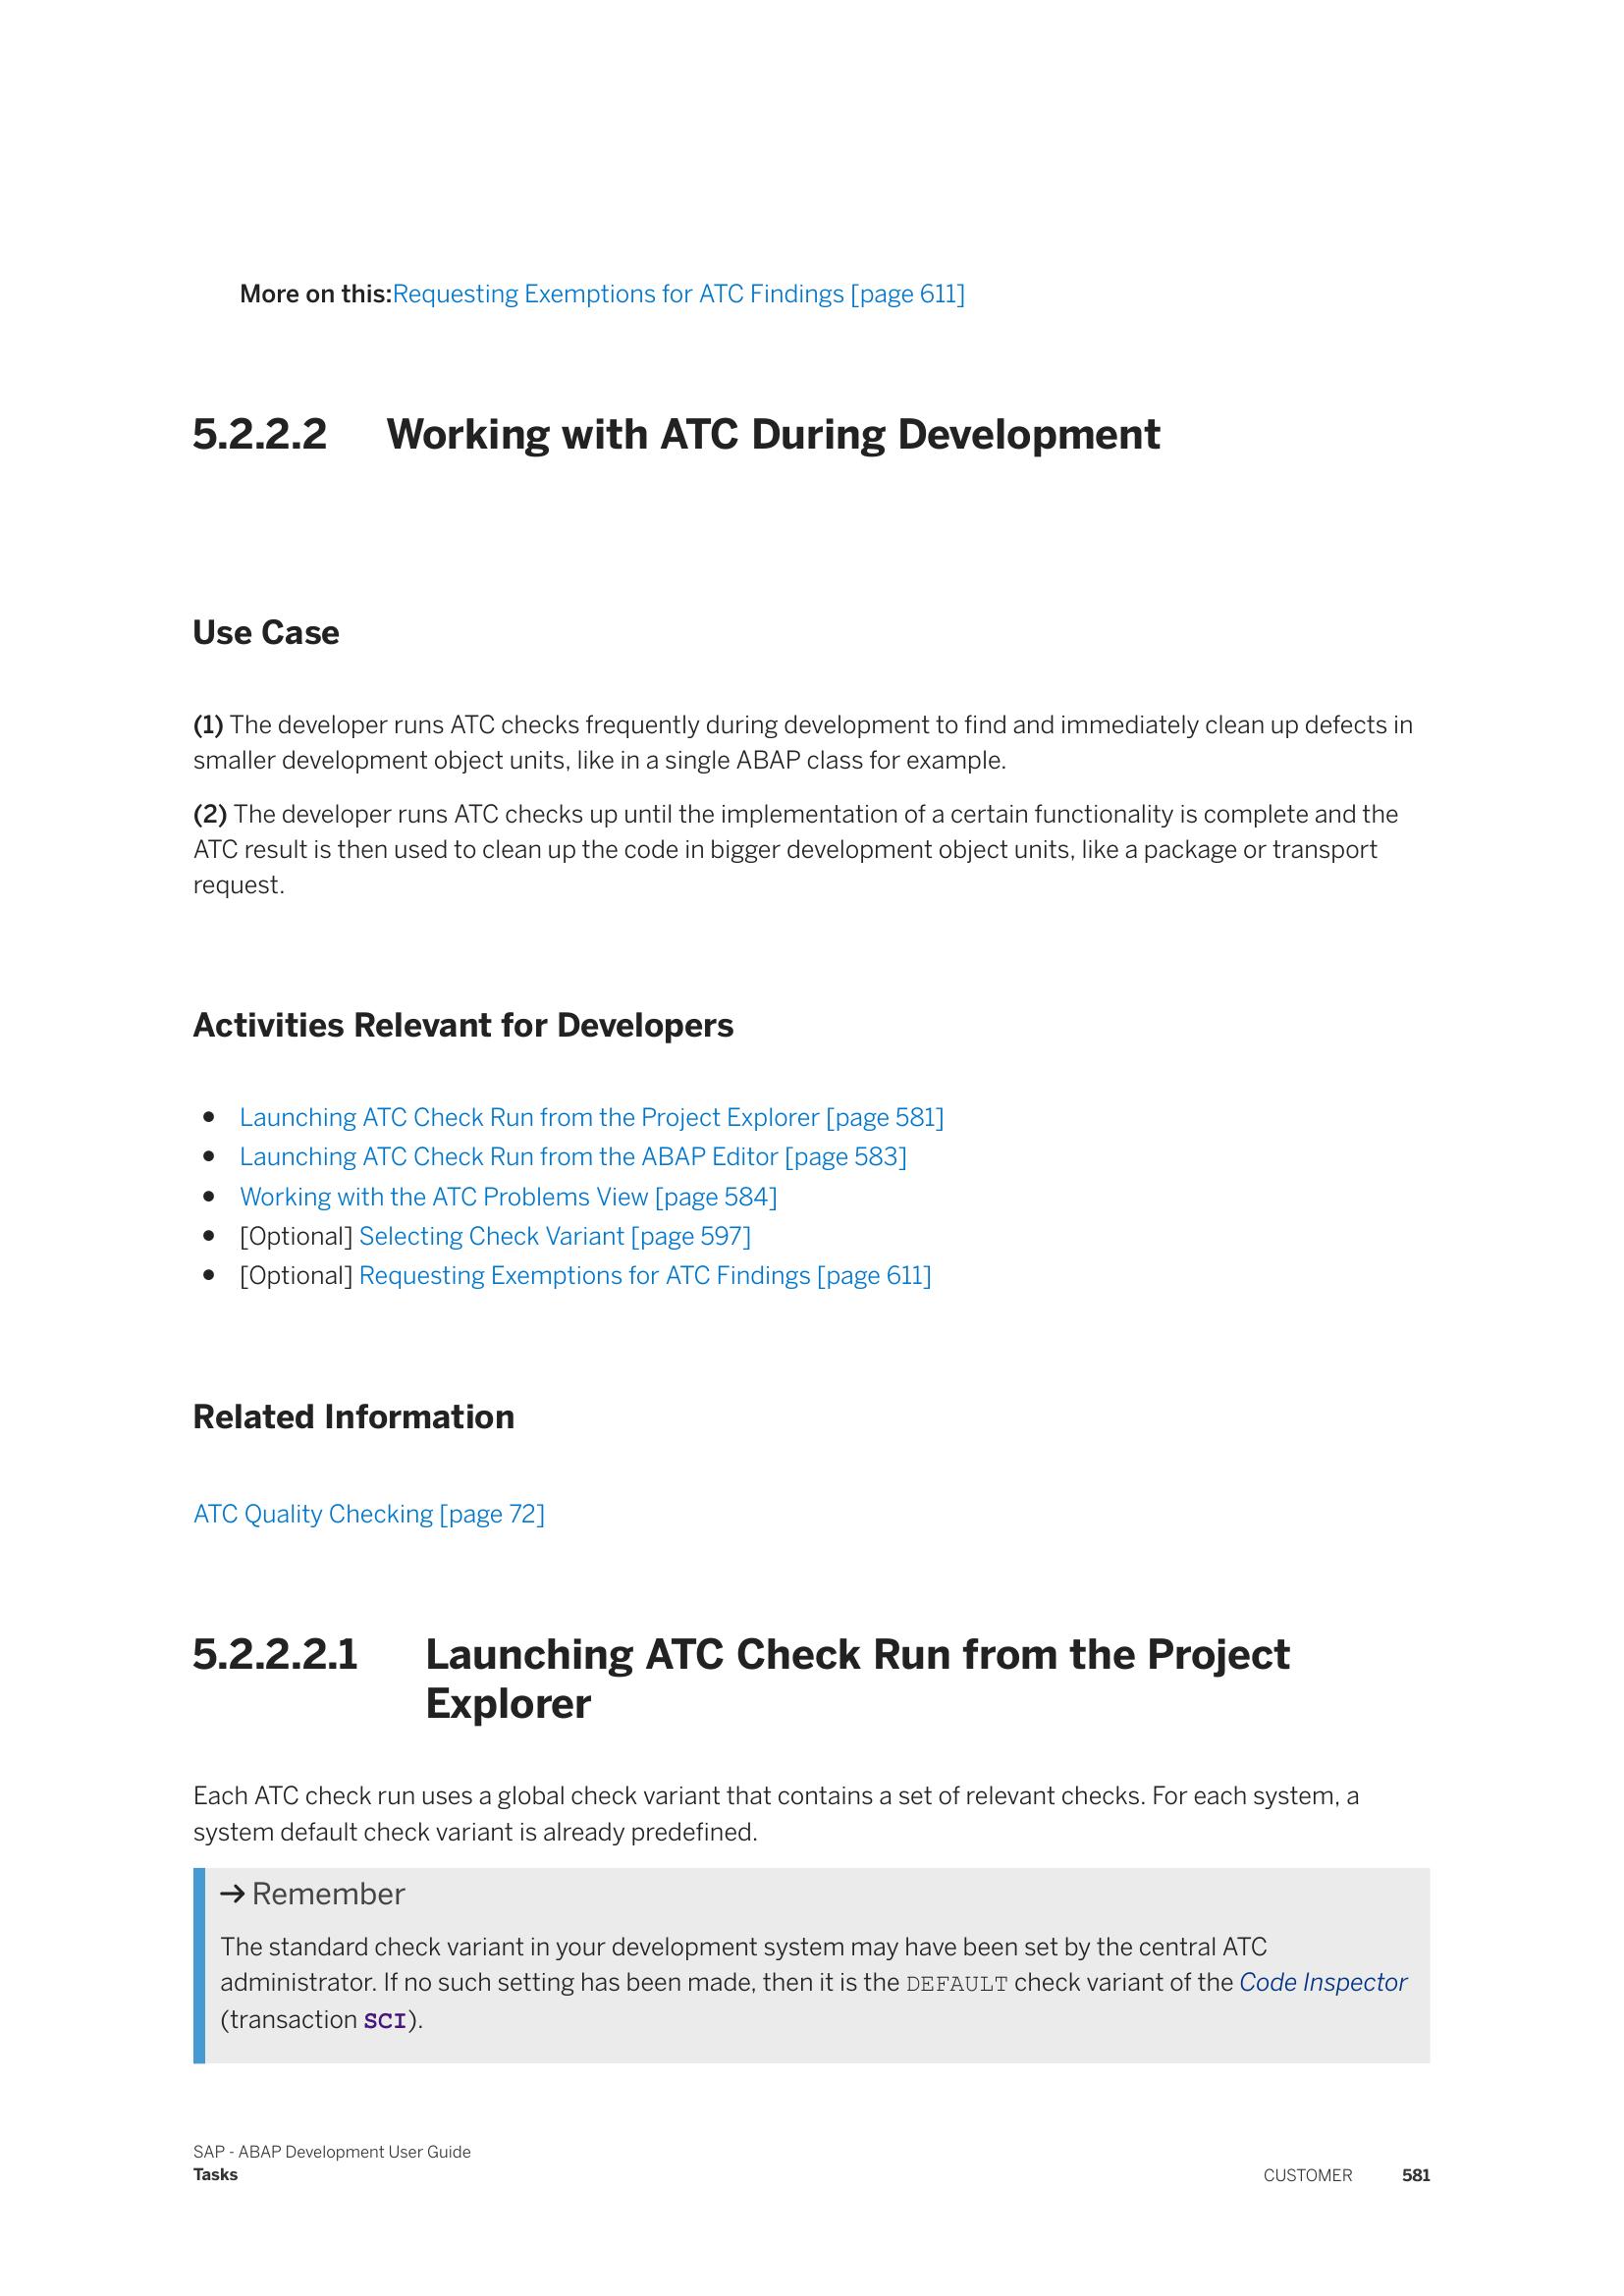 More on this:Requesting Exemptions for ATC Findings [page 611]
5.2.2.2 Working with ATC During Development
Use Case
(1) The developer runs ATC checks frequently during development to find and immediately clean up defects in
smaller development object units, like in a single ABAP class for example.
(2) The developer runs ATC checks up until the implementation of a certain functionality is complete and the
ATC result is then used to clean up the code in bigger development object units, like a package or transport
request.
Activities Relevant for Developers
• Launching ATC Check Run from the Project Explorer [page 581]
• Launching ATC Check Run from the ABAP Editor [page 583]
• Working with the ATC Problems View [page 584]
• [Optional] Selecting Check Variant [page 597]
• [Optional] Requesting Exemptions for ATC Findings [page 611]
Related Information
ATC Quality Checking [page 72]
5.2.2.2.1 Launching ATC Check Run from the Project
Explorer
Each ATC check run uses a global check variant that contains a set of relevant checks. For each system, a
system default check variant is already predefined.
→ Remember
The standard check variant in your development system may have been set by the central ATC
administrator. If no such setting has been made, then it is the DEFAULT check variant of the Code Inspector
(transaction SCI).
SAP - ABAP Development User Guide
Tasks
CUSTOMER 581